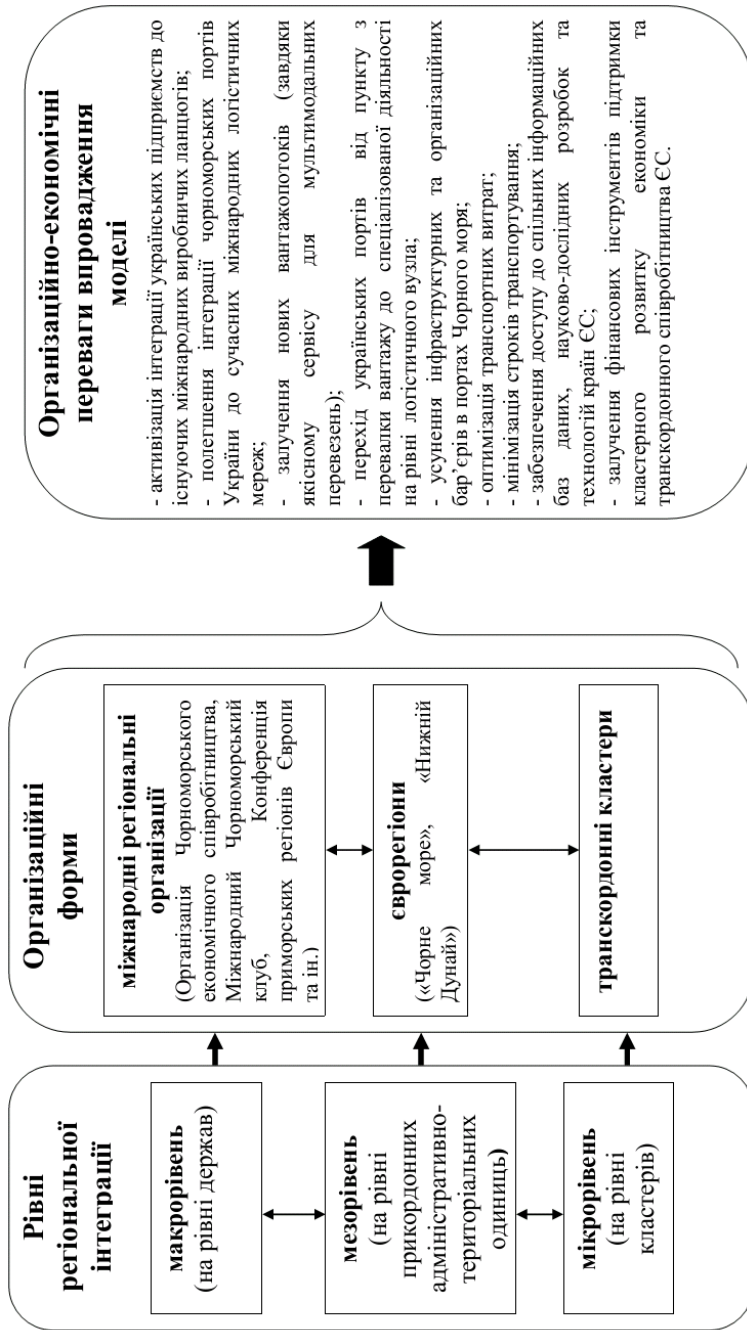 Рівні
регіональної
інтеграції
макрорівень
(на рівні держав)
мезорівень
(на рівні
прикордонних
адміністративно-
територіальних
одиниць)
мікрорівень
(на рівні
кластерів)
Організаційні
форми
міжнародні регіональні
організації
(Організація Чорноморського
економічного співробітництва,
Міжнародний Чорноморський
клуб, Конференція
приморських регіонів Європи
та ін.)
єврорегіони
(«Чорне море», «Нижній
Дунай»)
транскордонні кластери
Організаційно-економічні
переваги впровадження
моделі
- активізація інтеграції українських підприємств до
існуючих міжнародних виробничих ланцюгів;
- полегшення інтеграції чорноморських портів
України до сучасних міжнародних логістичних
мереж;
- залучення нових вантажопотоків (завдяки
якісному сервісу для мультимодальних
перевезень);
- перехід українських портів від пункту з
перевалки вантажу до спеціалізованої діяльності
на рівні логістичного вузла;
- усунення інфраструктурних та організаційних
бар’єрів в портах Чорного моря;
- оптимізація транспортних витрат;
- мінімізація строків транспортування;
- забезпечення доступу до спільних інформаційних
баз даних, науково-дослідних розробок та
технологій країн ЄС;
- залучення фінансових інструментів підтримки
кластерного розвитку економіки та
транскордонного співробітництва ЄС.